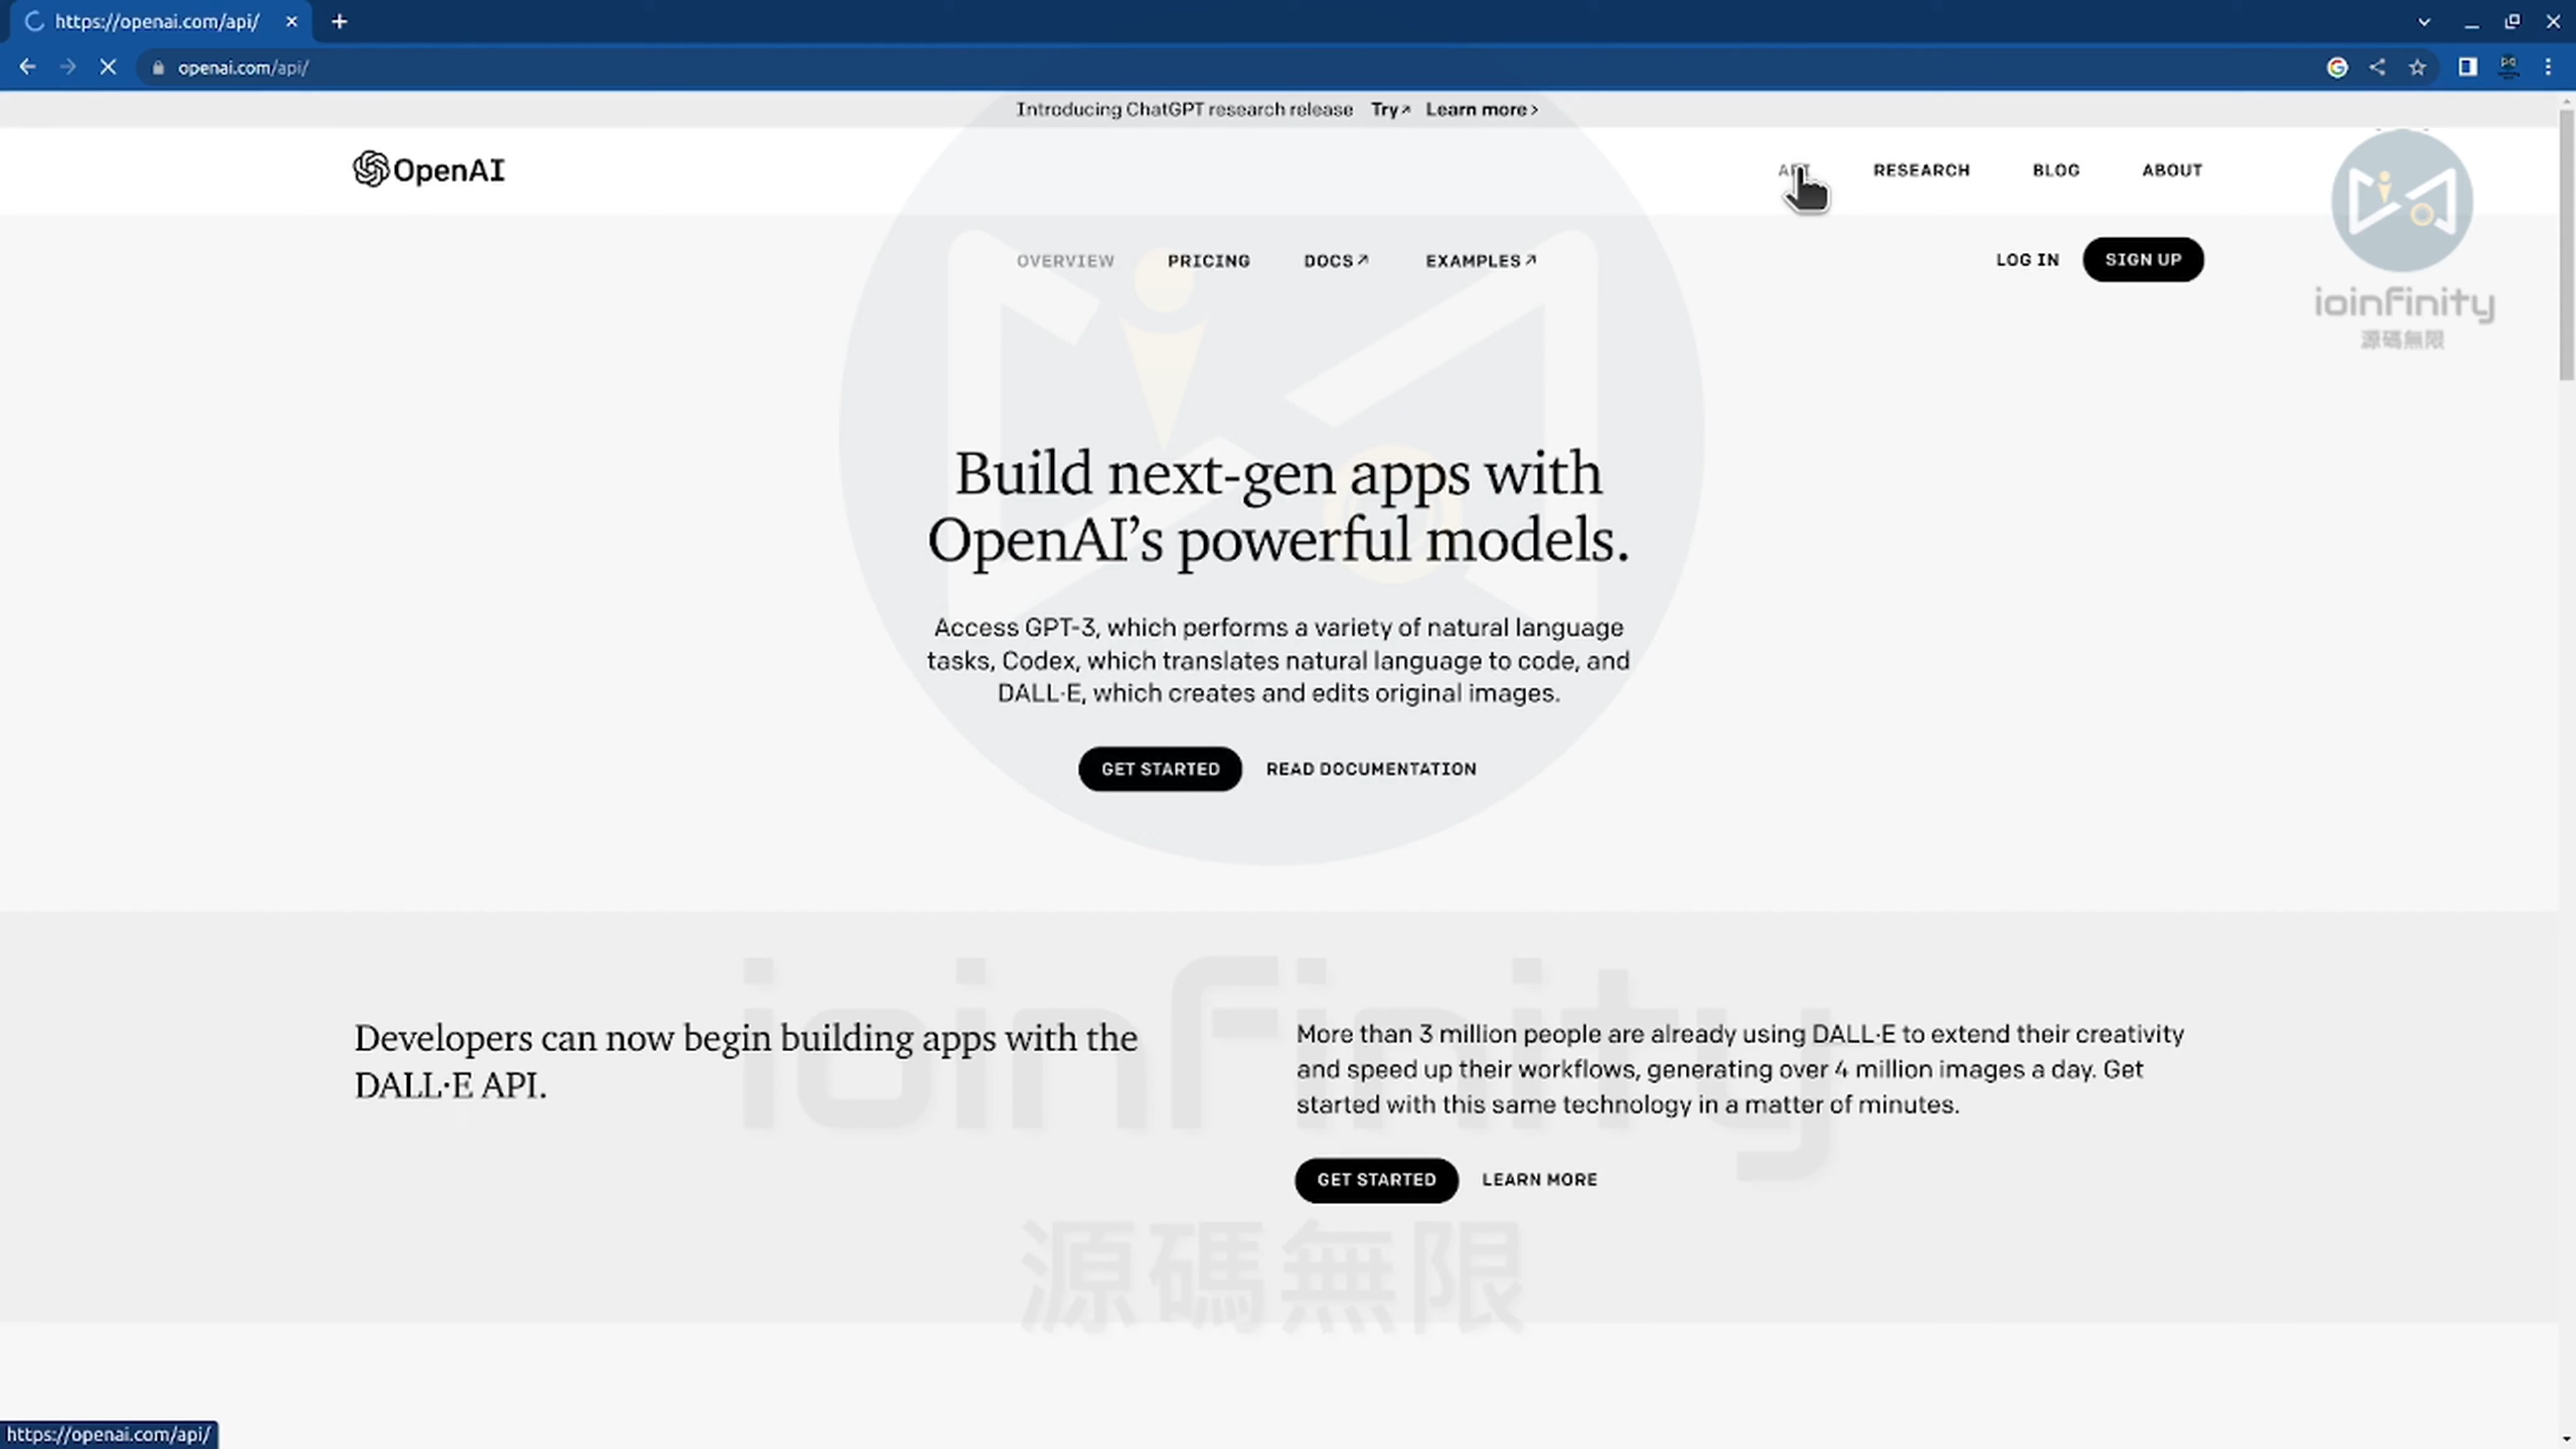 https://openai.com/api/
openai.com/api/
Introducing ChatGPT research release Try↗ Learn more >
OpenAI
API RESEARCH BLOG ABOUT
OVERVIEW PRICING DOCS↗ EXAMPLES↗
LOG IN SIGN UP
ioinfinity
源碼無限
Build next-gen apps with
OpenAI’s powerful models.
Access GPT-3, which performs a variety of natural language
tasks, Codex, which translates natural language to code, and
DALL·E, which creates and edits original images.
GET STARTED READ DOCUMENTATION
Developers can now begin building apps with the
DALL·E API.
More than 3 million people are already using DALL·E to extend their creativity
and speed up their workflows, generating over 4 million images a day. Get
started with this same technology in a matter of minutes.
GET STARTED LEARN MORE
ioinfinity
源碼無限
https://openai.com/api/